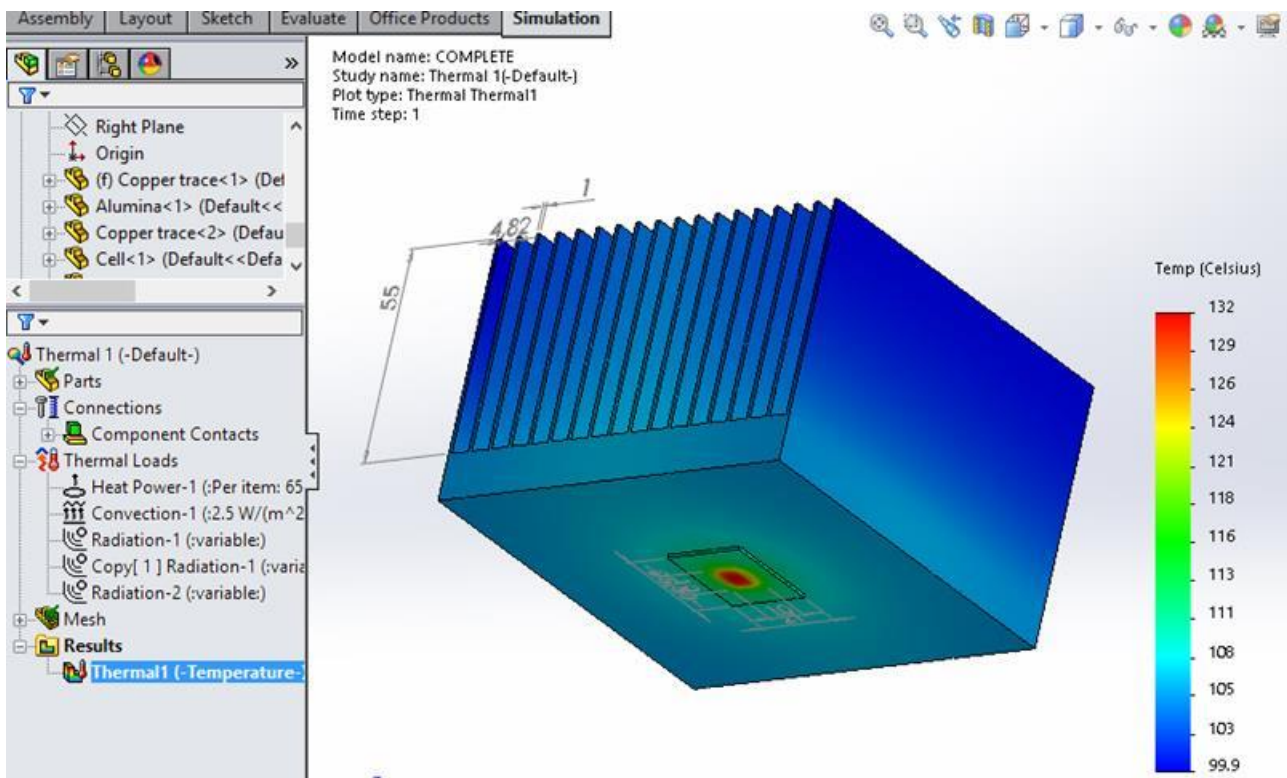 Assembly Layout Sketch Evaluate Office Products Simulation
Model name: COMPLETE
Study name: Thermal 1(-Default-)
Plot type: Thermal Thermal1
Time step: 1
»
Right Plane
Origin
(f) Copper trace<1> (Def
Alumina<1> (Default<<
Copper trace<2> (Defau
Cell<1> (Default<<Defa
Thermal 1 (-Default-)
Parts
Connections
Component Contacts
Thermal Loads
Heat Power-1 (:Per item: 65
Convection-1 (:2.5 W/(m^2
Radiation-1 (:variable:)
Copy[ 1 ] Radiation-1 (:varia
Radiation-2 (:variable:)
Mesh
Results
Thermal1 (-Temperature-)
1
4,82
55
Temp (Celsius)
132
129
126
124
121
118
116
113
111
108
105
103
99.9